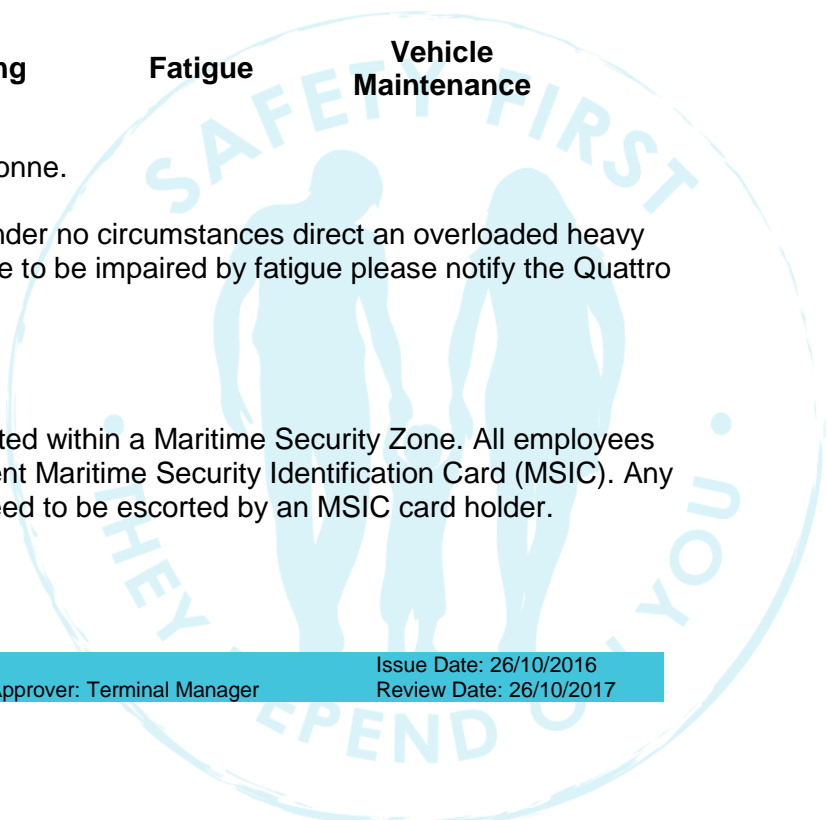 ng Fatigue Vehicle
Maintenance
onne.
nder no circumstances direct an overloaded heavy
e to be impaired by fatigue please notify the Quattro
ted within a Maritime Security Zone. All employees
ent Maritime Security Identification Card (MSIC). Any
eed to be escorted by an MSIC card holder.
Issue Date: 26/10/2016
Approver: Terminal Manager Review Date: 26/10/2017
SAFETY FIRST
THEY DEPEND ON YOU